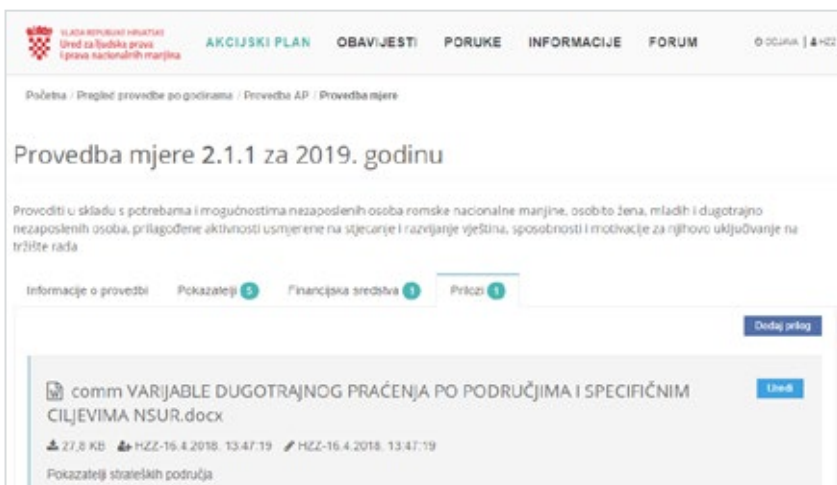 VLADA REPUBLIKE HRVATSKE
Ured za ljudska prava
i prava nacionalnih manjina
AKCIJSKI PLAN OBAVIJESTI PORUKE INFORMACIJE FORUM ODJAVA | HZZ
Početna / Pregled provedbe po godinama / Provedba AP / Provedba mjere
Provedba mjere 2.1.1 za 2019. godinu
Provoditi u skladu s potrebama i mogućnostima nezaposlenih osoba romske nacionalne manjine, osobito žena, mladih i dugotrajno
nezaposlenih osoba, prilagođene aktivnosti usmjerene na stjecanje i razvijanje vještina, sposobnosti i motivacije za njihovo uključivanje na
tržište rada
Informacije o provedbi Pokazatelji 5 Financijska sredstva 1 Prilozi 1
Dodaj prilog
comm VARIJABLE DUGOTRAJNOG PRAĆENJA PO PODRUČJIMA I SPECIFIČNIM
CILJEVIMA NSUR.docx
Uredi
27,8 KB HZZ-16.4.2018. 13:47:19 HZZ-16.4.2018. 13:47:19
Pokazatelji strateških područja